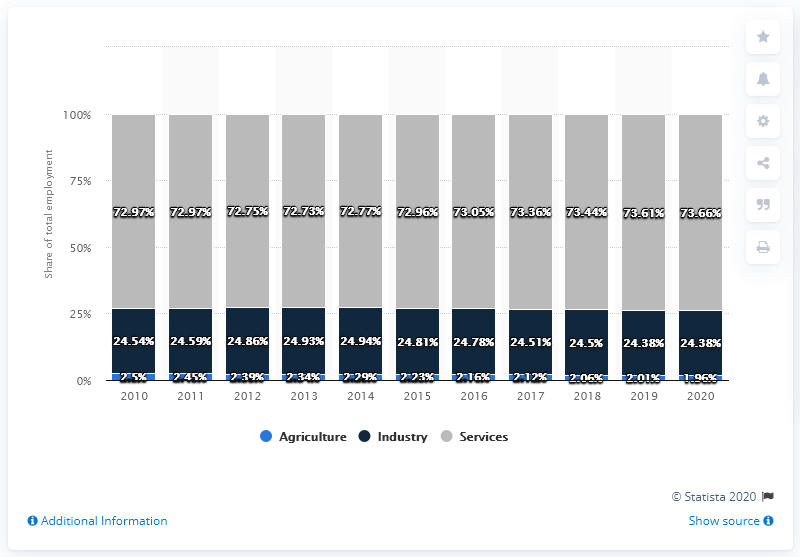 Share of total employment
100%
75%
50%
25%
0%
72.97% 72.97% 72.75% 72.73% 72.77% 72.96% 73.05% 73.36% 73.44% 73.61% 73.66%
24.54% 24.59% 24.86% 24.93% 24.94% 24.81% 24.78% 24.51% 24.5% 24.38% 24.38%
2.5% 2.45% 2.39% 2.34% 2.29% 2.23% 2.16% 2.12% 2.06% 2.01% 1.96%
2010 2011 2012 2013 2014 2015 2016 2017 2018 2019 2020
Agriculture Industry Services
© Statista 2020
Additional Information Show source